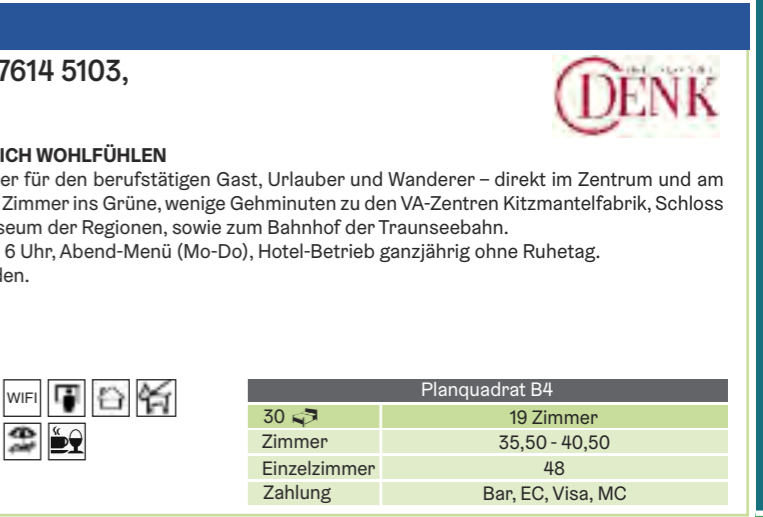 7614 5103,
DENK
ICH WOHLFÜHLEN
er für den berufstätigen Gast, Urlauber und Wanderer – direkt im Zentrum und am
Zimmer ins Grüne, wenige Gehminuten zu den VA-Zentren Kitzmantelfabrik, Schloss
seum der Regionen, sowie zum Bahnhof der Traunseebahn.
6 Uhr, Abend-Menü (Mo-Do), Hotel-Betrieb ganzjährig ohne Ruhetag.
den.
WIFI
Planquadrat B4
30 19 Zimmer
Zimmer 35,50 - 40,50
Einzelzimmer 48
Zahlung Bar, EC, Visa, MC